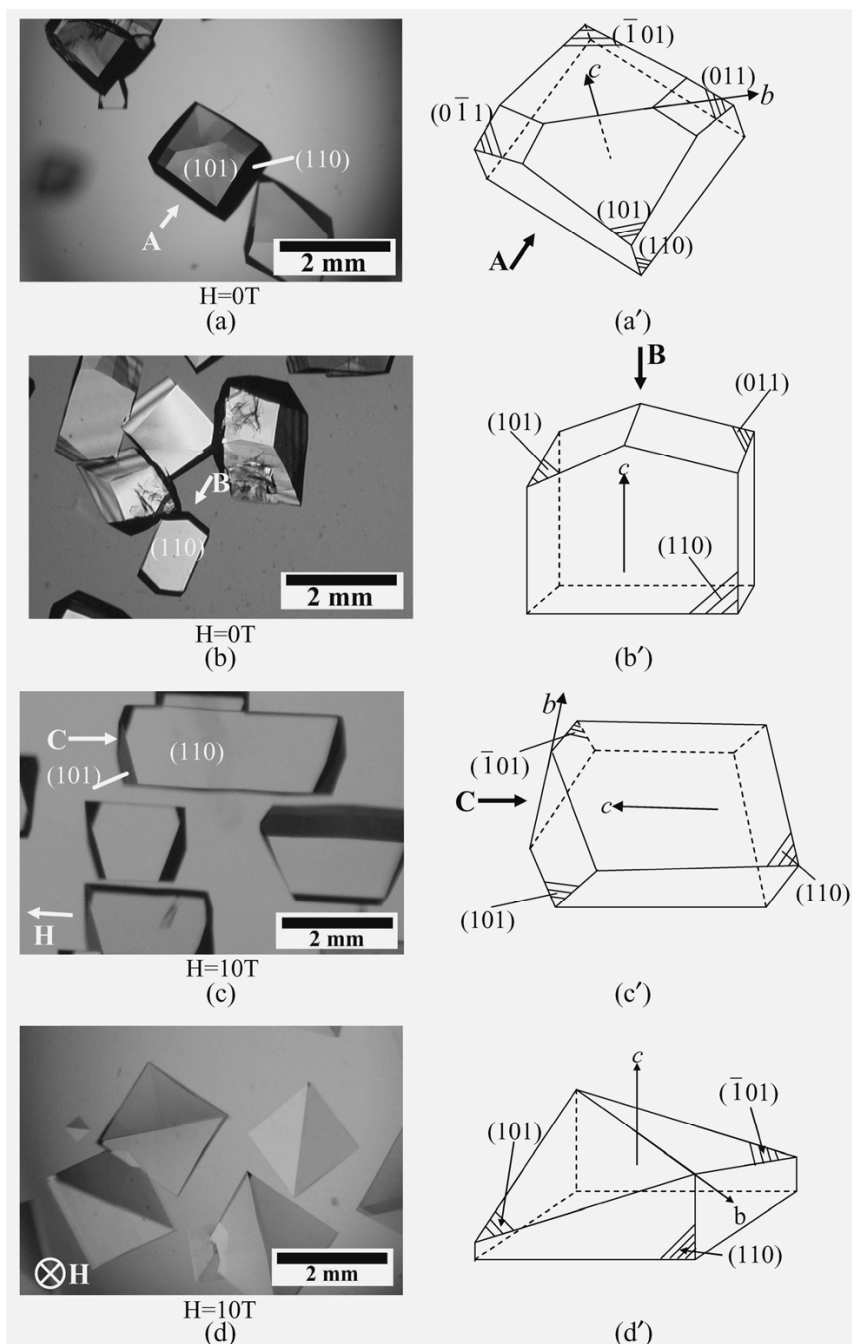 (101)
(110)
A
2 mm
H=0T
(a)
(1̅01)
c
(011)
b
(01̅1)
(101)
(110)
A
(a′)
B
(110)
2 mm
H=0T
(b)
B
(011)
(101)
c
(110)
(b′)
C
(110)
(101)
H
2 mm
H=10T
(c)
b
(1̅01)
C
c
(101)
(110)
(c′)
H
2 mm
H=10T
(d)
c
(1̅01)
(101)
b
(110)
(d′)